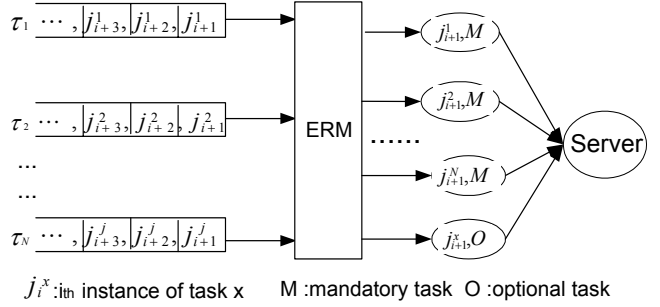 τ₁ ⋯ , j¹ᵢ₊₃, j¹ᵢ₊₂, j¹ᵢ₊₁
τ₂ ⋯ , j²ᵢ₊₃, j²ᵢ₊₂, j²ᵢ₊₁
...
...
τ_N ⋯ , jʲᵢ₊₃, jʲᵢ₊₂, jʲᵢ₊₁
ERM
j¹ᵢ₊₁,M
j²ᵢ₊₁,M
......
jᴺᵢ₊₁,M
jˣᵢ₊₁,O
Server
jᵢˣ :ith instance of task x M :mandatory task O :optional task